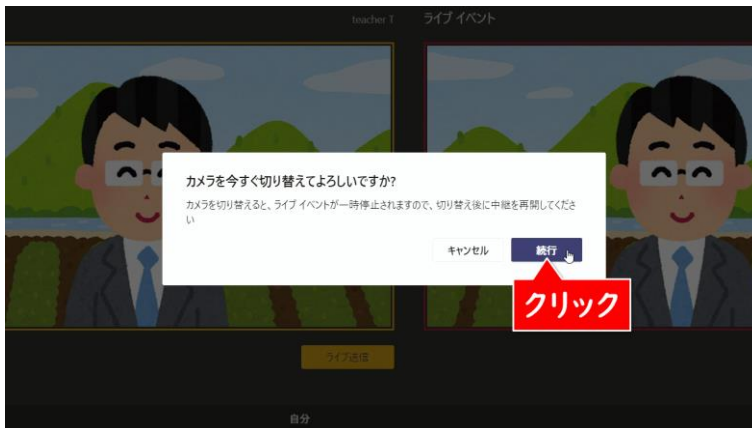 teacher T
ライブ イベント
カメラを今すぐ切り替えてよろしいですか?
カメラを切り替えると、ライブ イベントが一時停止されますので、切り替え後に中継を再開してくださ
い
キャンセル
続行
クリック
ライブ送信
自分